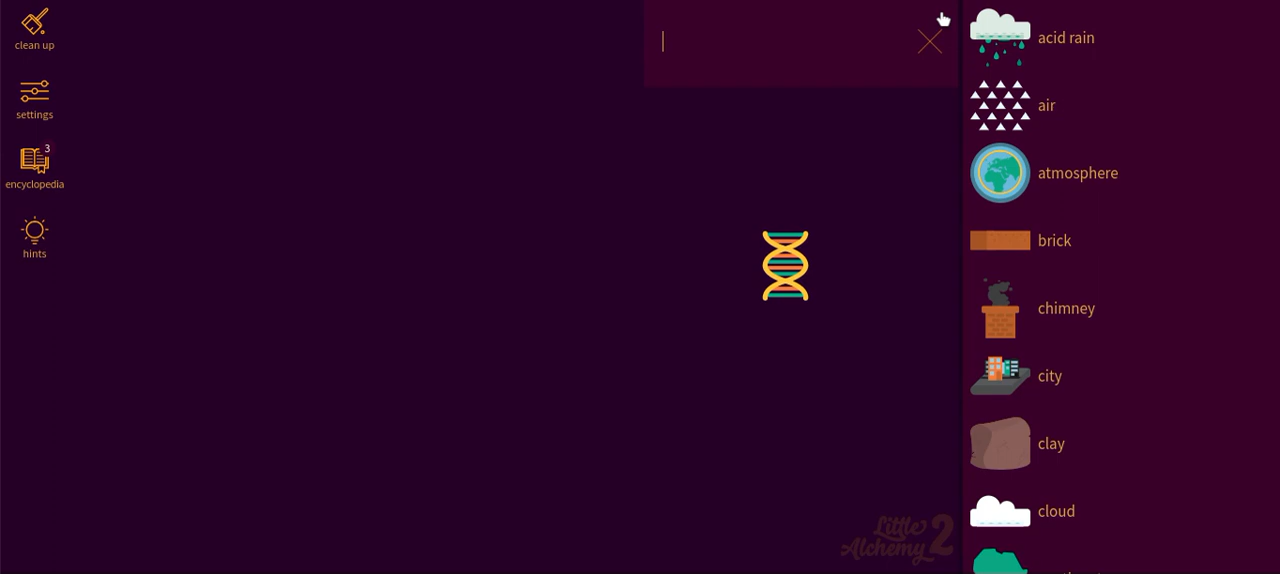 clean up
settings
3
encyclopedia
hints
acid rain
air
atmosphere
brick
chimney
city
clay
cloud
Little
Alchemy 2